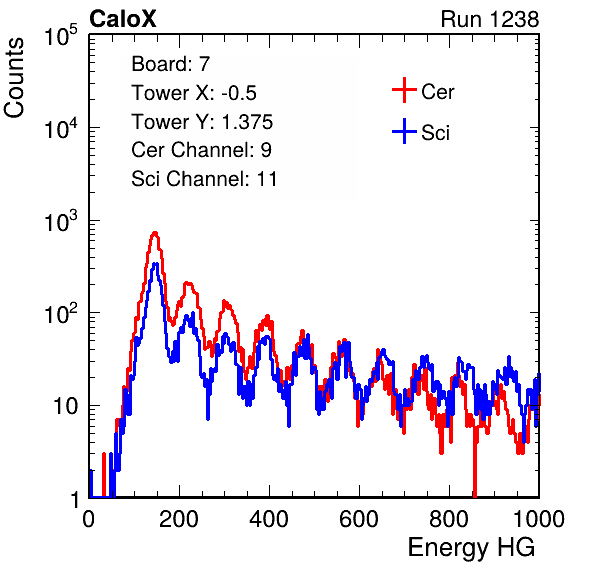 CaloX Run 1238
Counts
10^5
10^4
10^3
10^2
10
1
Board: 7
Tower X: -0.5
Tower Y: 1.375
Cer Channel: 9
Sci Channel: 11
Cer
Sci
0 200 400 600 800 1000
Energy HG